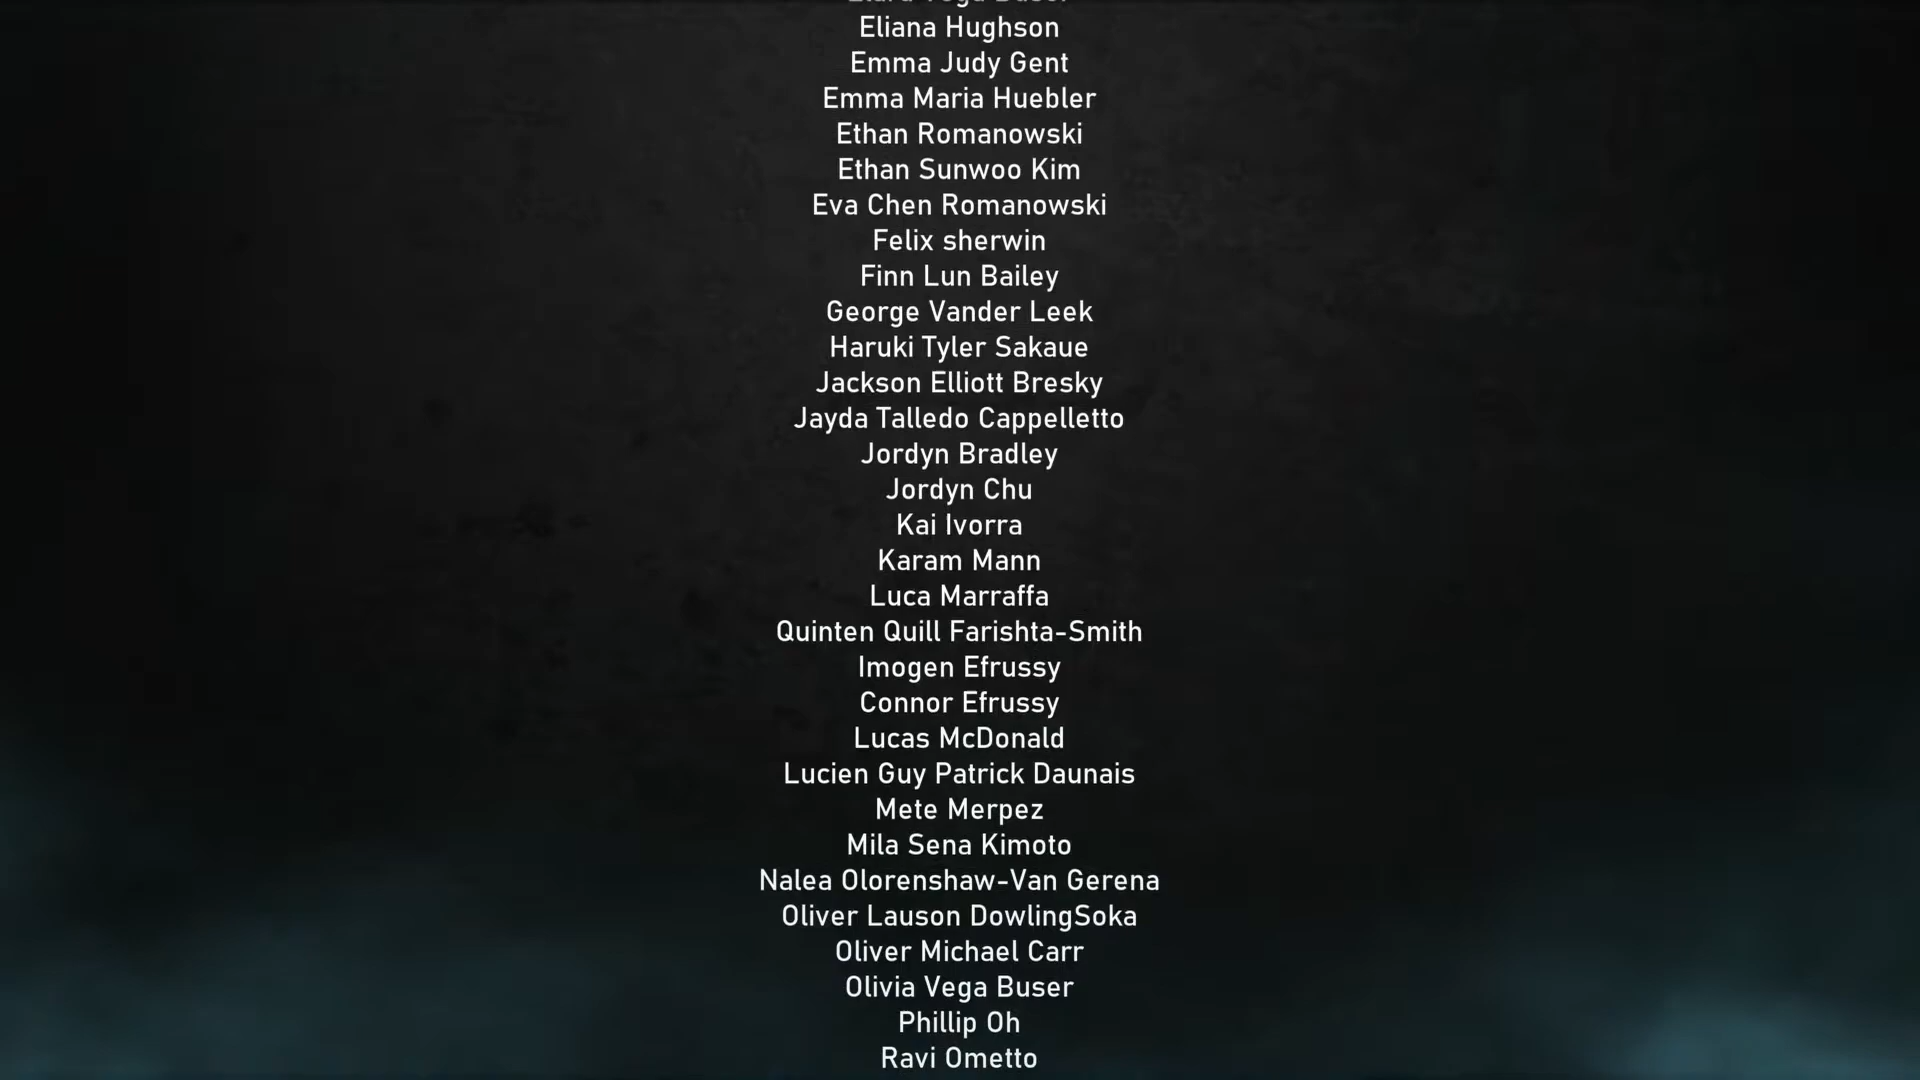 Eliana Hughson
Emma Judy Gent
Emma Maria Huebler
Ethan Romanowski
Ethan Sunwoo Kim
Eva Chen Romanowski
Felix sherwin
Finn Lun Bailey
George Vander Leek
Haruki Tyler Sakaue
Jackson Elliott Bresky
Jayda Talledo Cappelletto
Jordyn Bradley
Jordyn Chu
Kai Ivorra
Karam Mann
Luca Marraffa
Quinten Quill Farishta-Smith
Imogen Efrussy
Connor Efrussy
Lucas McDonald
Lucien Guy Patrick Daunais
Mete Merpez
Mila Sena Kimoto
Nalea Olorenshaw-Van Gerena
Oliver Lauson DowlingSoka
Oliver Michael Carr
Olivia Vega Buser
Phillip Oh
Ravi Ometto